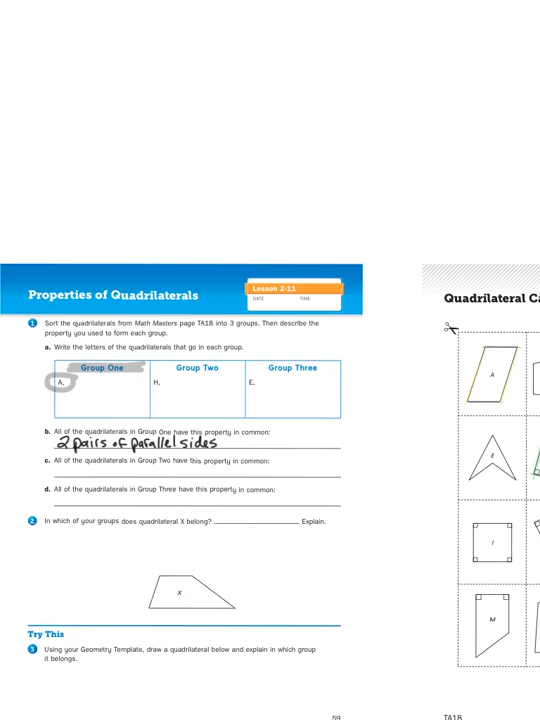 Properties of Quadrilaterals
Lesson 2-11
DATE TIME
1 Sort the quadrilaterals from Math Masters page TA18 into 3 groups. Then describe the
property you used to form each group.
a. Write the letters of the quadrilaterals that go in each group.
Group One Group Two Group Three
A, H, E,
b. All of the quadrilaterals in Group One have this property in common:
2 pairs of parallel sides
c. All of the quadrilaterals in Group Two have this property in common:
d. All of the quadrilaterals in Group Three have this property in common:
2 In which of your groups does quadrilateral X belong? Explain.
X
Try This
3 Using your Geometry Template, draw a quadrilateral below and explain in which group
it belongs.
59
Quadrilateral Ca
A
E
I
M
TA18